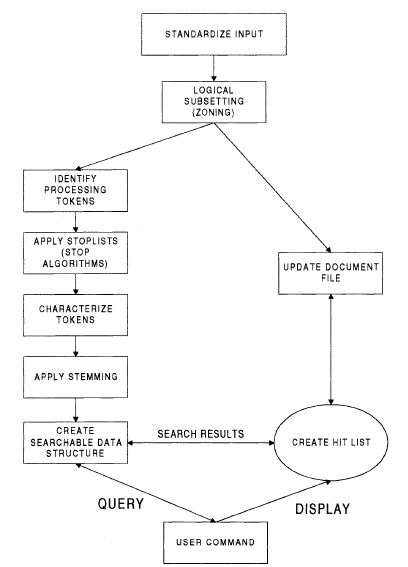 STANDARDIZE INPUT
LOGICAL
SUBSETTING
(ZONING)
IDENTIFY
PROCESSING
TOKENS
APPLY STOPLISTS
(STOP
ALGORITHMS)
UPDATE DOCUMENT
FILE
CHARACTERIZE
TOKENS
APPLY STEMMING
CREATE
SEARCHABLE DATA
STRUCTURE
SEARCH RESULTS
CREATE HIT LIST
QUERY
DISPLAY
USER COMMAND